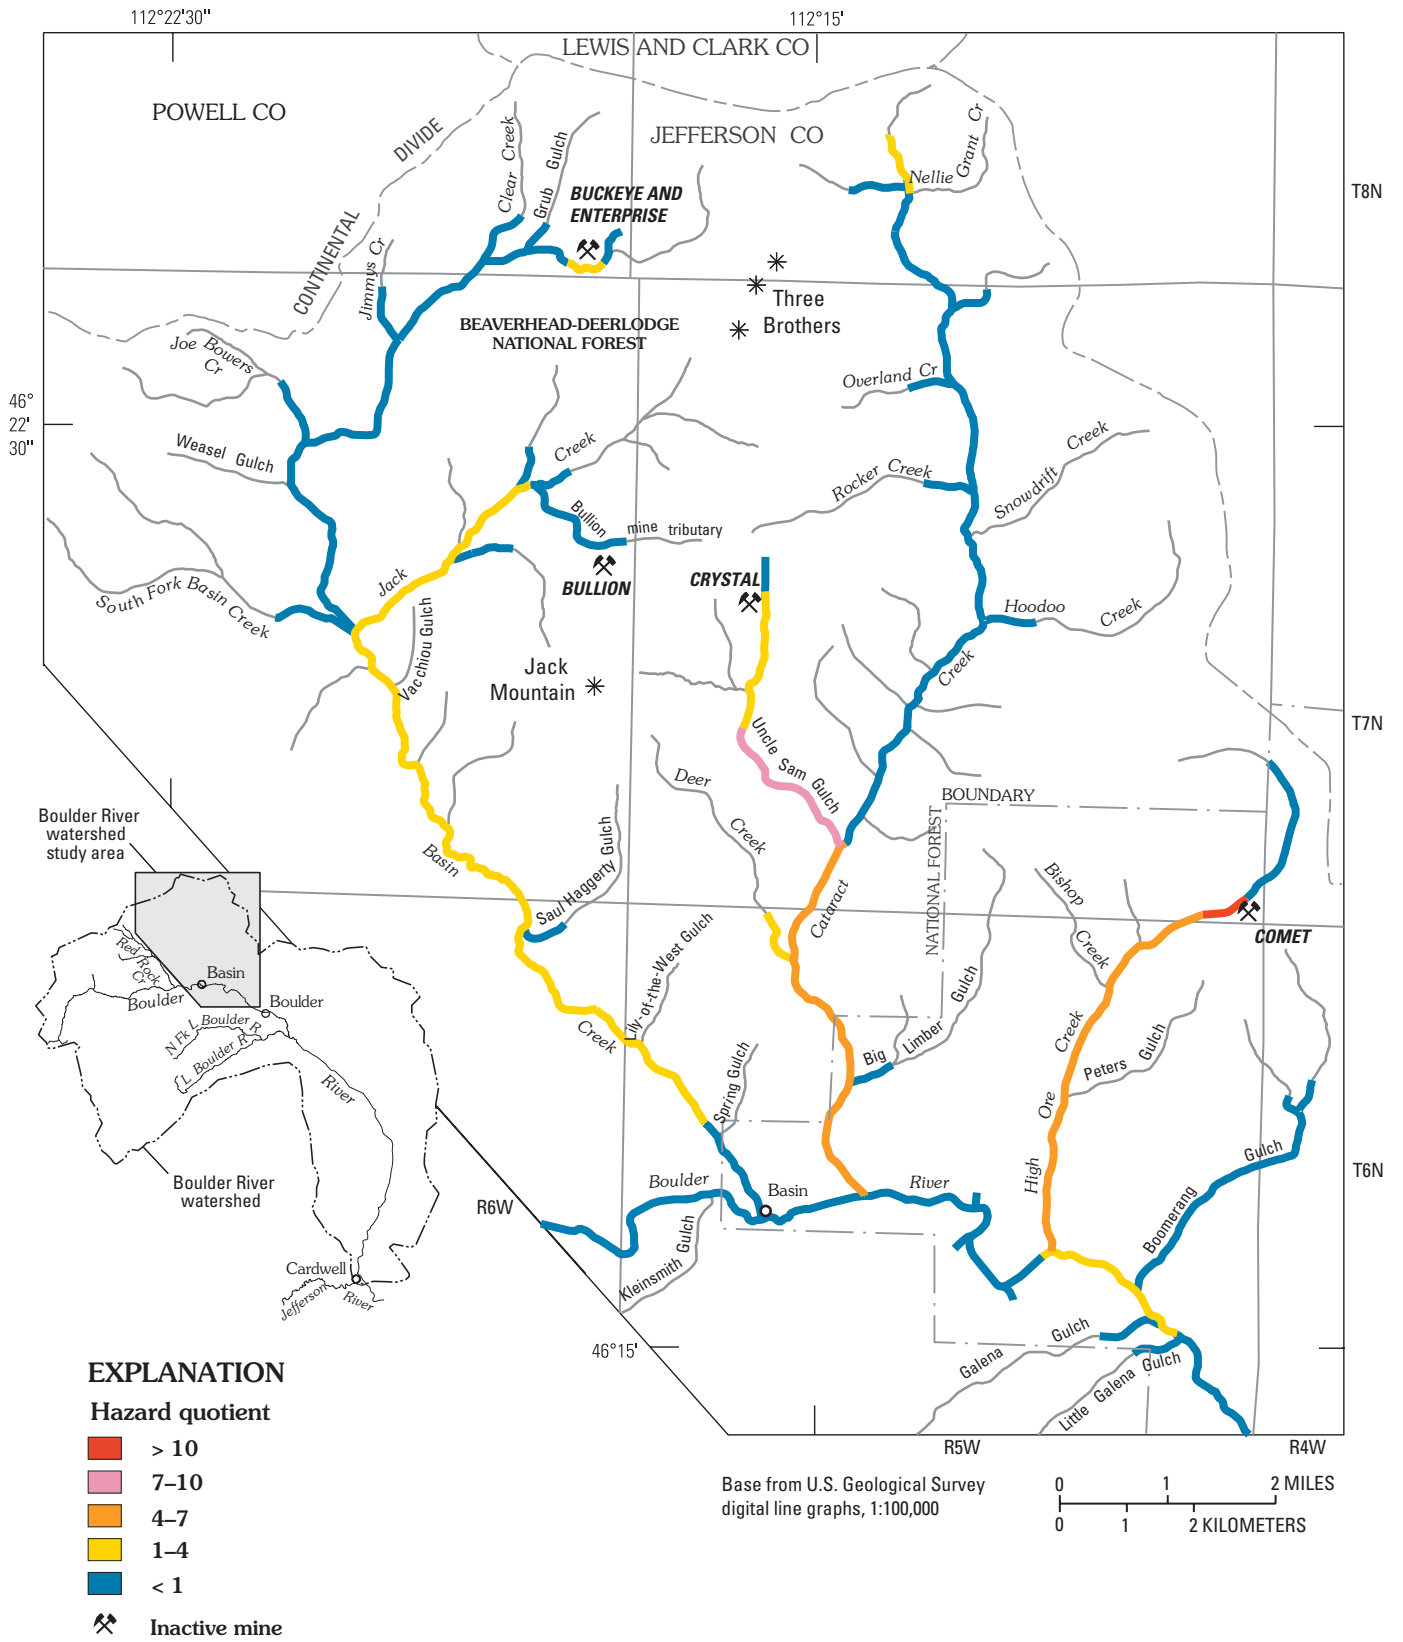 112°22'30"
112°15'
LEWIS AND CLARK CO
POWELL CO
JEFFERSON CO
CONTINENTAL DIVIDE
Clear Creek
Grub Gulch
BUCKEYE AND
ENTERPRISE
Nellie Grant Cr
T8N
Jimmys Cr
Three
Brothers
BEAVERHEAD-DEERLODGE
NATIONAL FOREST
Joe Bowers
Cr
Overland Cr
46°
22'
30"
Weasel Gulch
Creek
Rocker Creek
Snowdrift Creek
Bullion mine tributary
BULLION
CRYSTAL
Jack
South Fork Basin Creek
Vacchiou Gulch
Hoodoo Creek
Creek
Jack
Mountain
T7N
Uncle Sam Gulch
Deer Creek
BOUNDARY
NATIONAL FOREST
Boulder River
watershed
study area
Basin
Saul Haggerty Gulch
Cataract
Bishop Creek
COMET
Lily-of-the-West Gulch
Limber Gulch
Big
Creek
Creek
Spring Gulch
Peters Gulch
Ore
High
Gulch
Boomerang
T6N
Red Rock
Cr
Basin
Boulder
Boulder
N Fk L Boulder R
L Boulder R
River
Boulder River
watershed
Cardwell
Jefferson River
R6W
Boulder
Basin
River
Kleinsmith Gulch
46°15'
Galena Gulch
Little Galena Gulch
R5W
R4W
EXPLANATION
Hazard quotient
> 10
7–10
4–7
1–4
< 1
Inactive mine
Base from U.S. Geological Survey
digital line graphs, 1:100,000
0 1 2 MILES
0 1 2 KILOMETERS